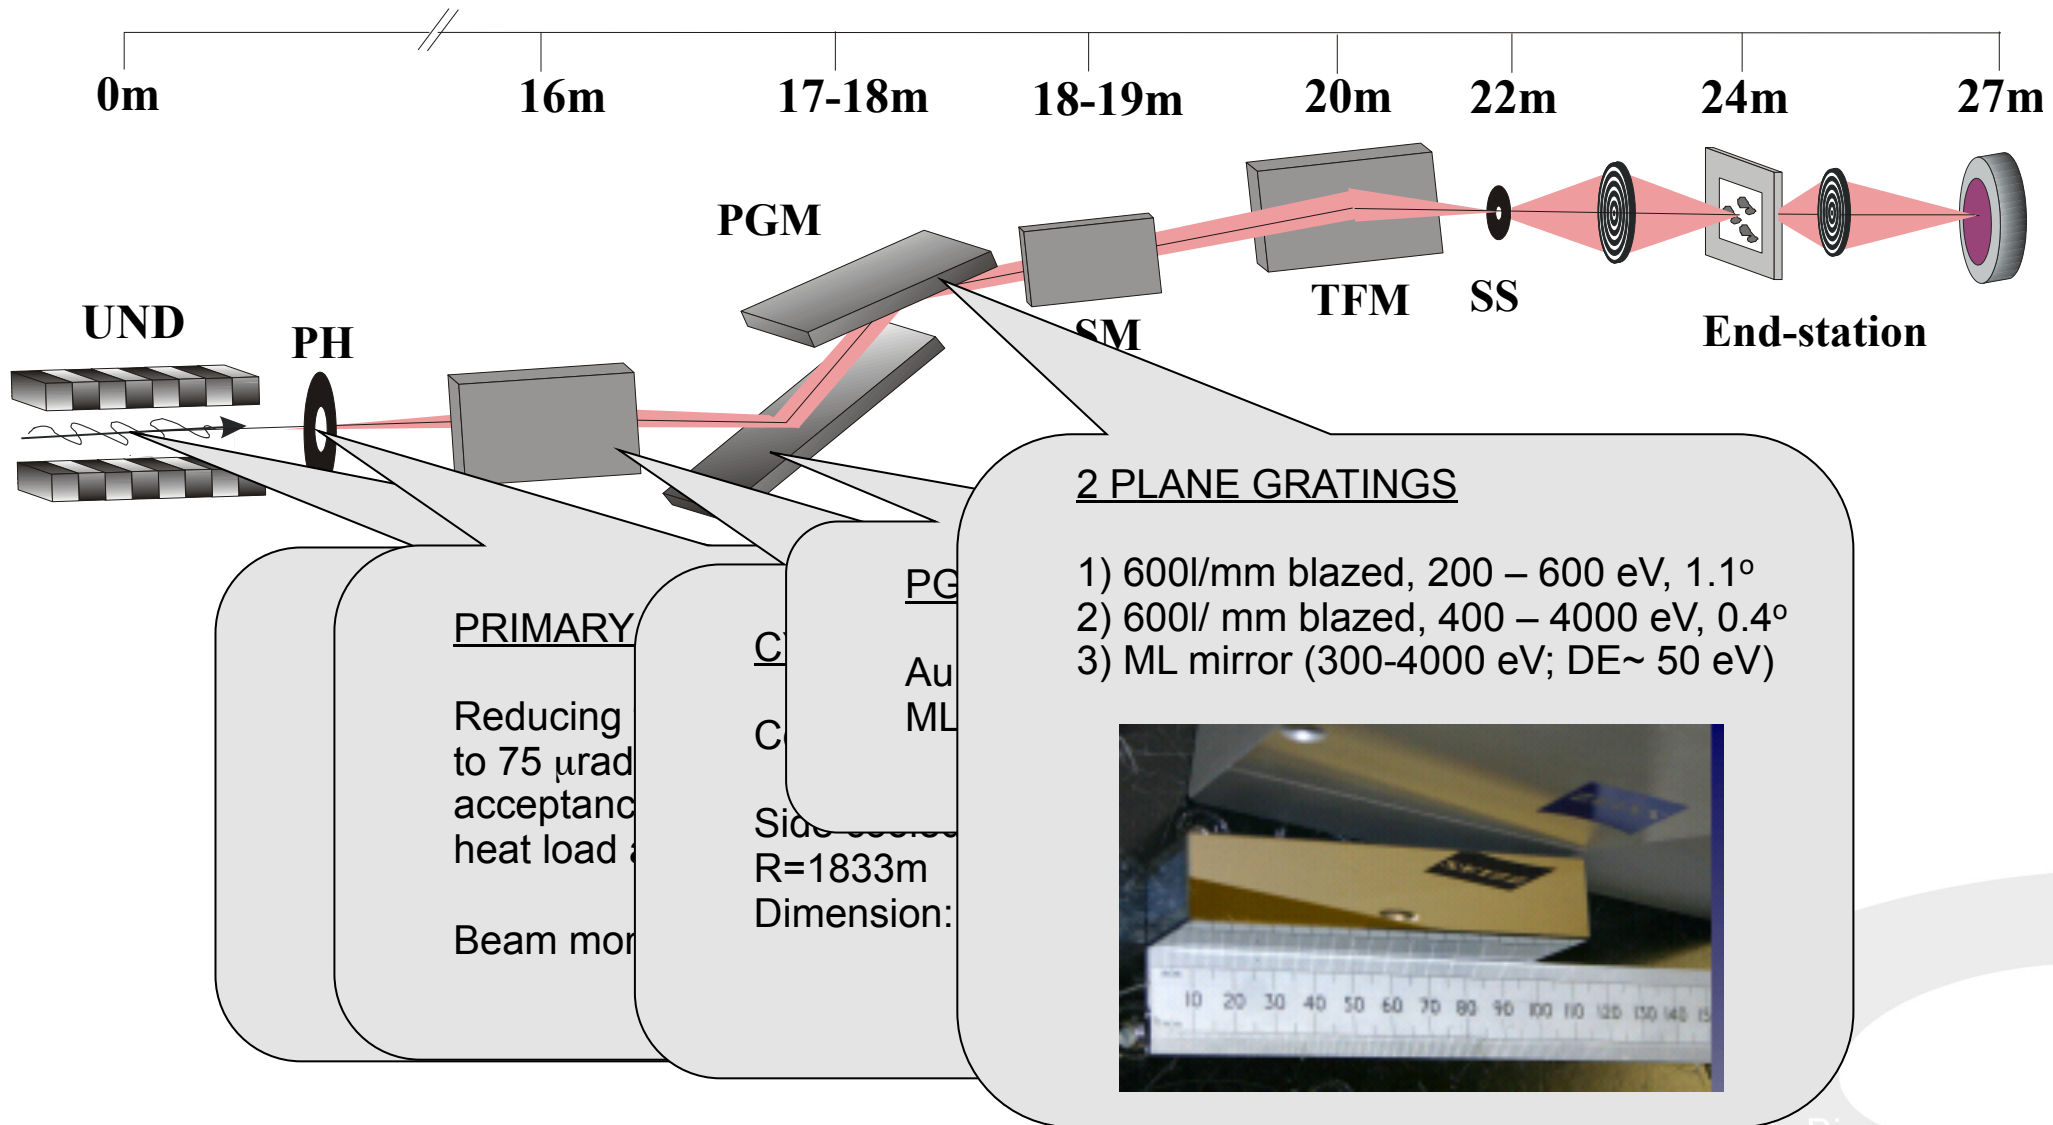 0m 16m 17-18m 18-19m 20m 22m 24m 27m
PGM
UND
PH
SM
TFM
SS
End-station
PRIMARY
Reducing
to 75 μrad
acceptanc
heat load
Beam mor
C
Side cooled
R=1833m
Dimension:
PG
Au
ML
2 PLANE GRATINGS
1) 600l/mm blazed, 200 – 600 eV, 1.1º
2) 600l/ mm blazed, 400 – 4000 eV, 0.4º
3) ML mirror (300-4000 eV; DE~ 50 eV)
10 20 30 40 50 60 70 80 90 100 110 120 130 140 15